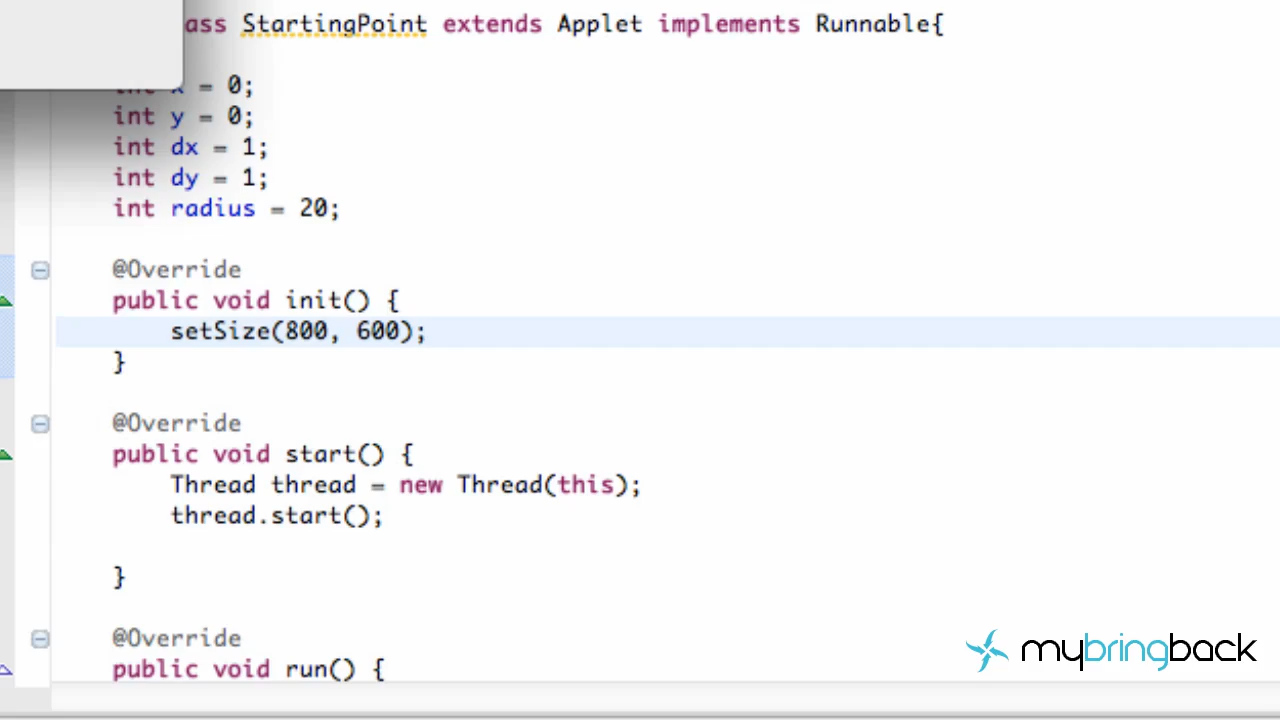 ass StartingPoint extends Applet implements Runnable{
int x = 0;
int y = 0;
int dx = 1;
int dy = 1;
int radius = 20;
@Override
public void init() {
setSize(800, 600);
}
@Override
public void start() {
Thread thread = new Thread(this);
thread.start();
}
@Override
public void run() {
mybringback